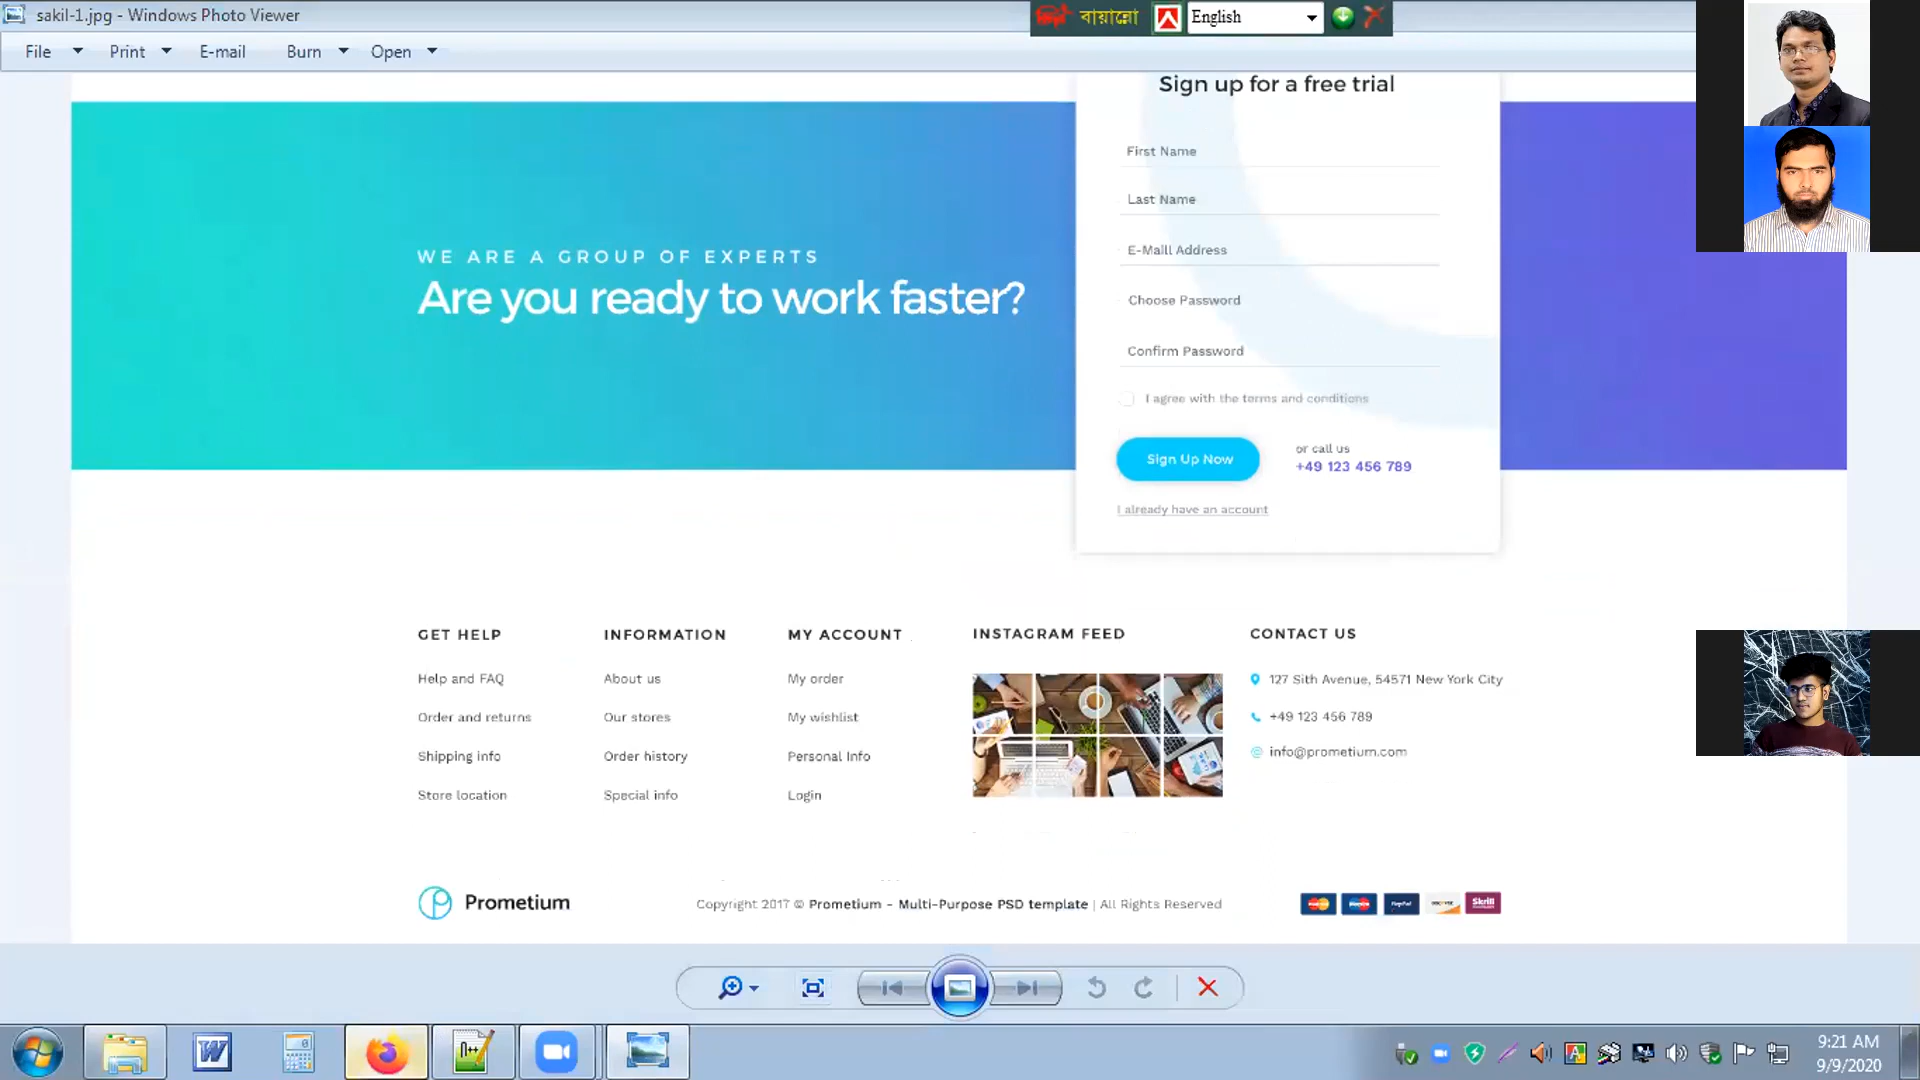 sakil-1.jpg - Windows Photo Viewer
বায়ান্নো
English
File
Print
E-mail
Burn
Open
Sign up for a free trial
First Name
Last Name
WE ARE A GROUP OF EXPERTS
Are you ready to work faster?
E-Maill Address
Choose Password
Confirm Password
I agree with the terms and conditions
Sign Up Now
or call us
+49 123 456 789
I already have an account
GET HELP
Help and FAQ
Order and returns
Shipping info
Store location
INFORMATION
About us
Our stores
Order history
Special info
MY ACCOUNT
My order
My wishlist
Personal Info
Login
INSTAGRAM FEED
CONTACT US
127 Sith Avenue, 54571 New York City
+49 123 456 789
info@prometium.com
Prometium
Copyright 2017 © Prometium - Multi-Purpose PSD template | All Rights Reserved
PayPal
Skrill
9:21 AM
9/9/2020